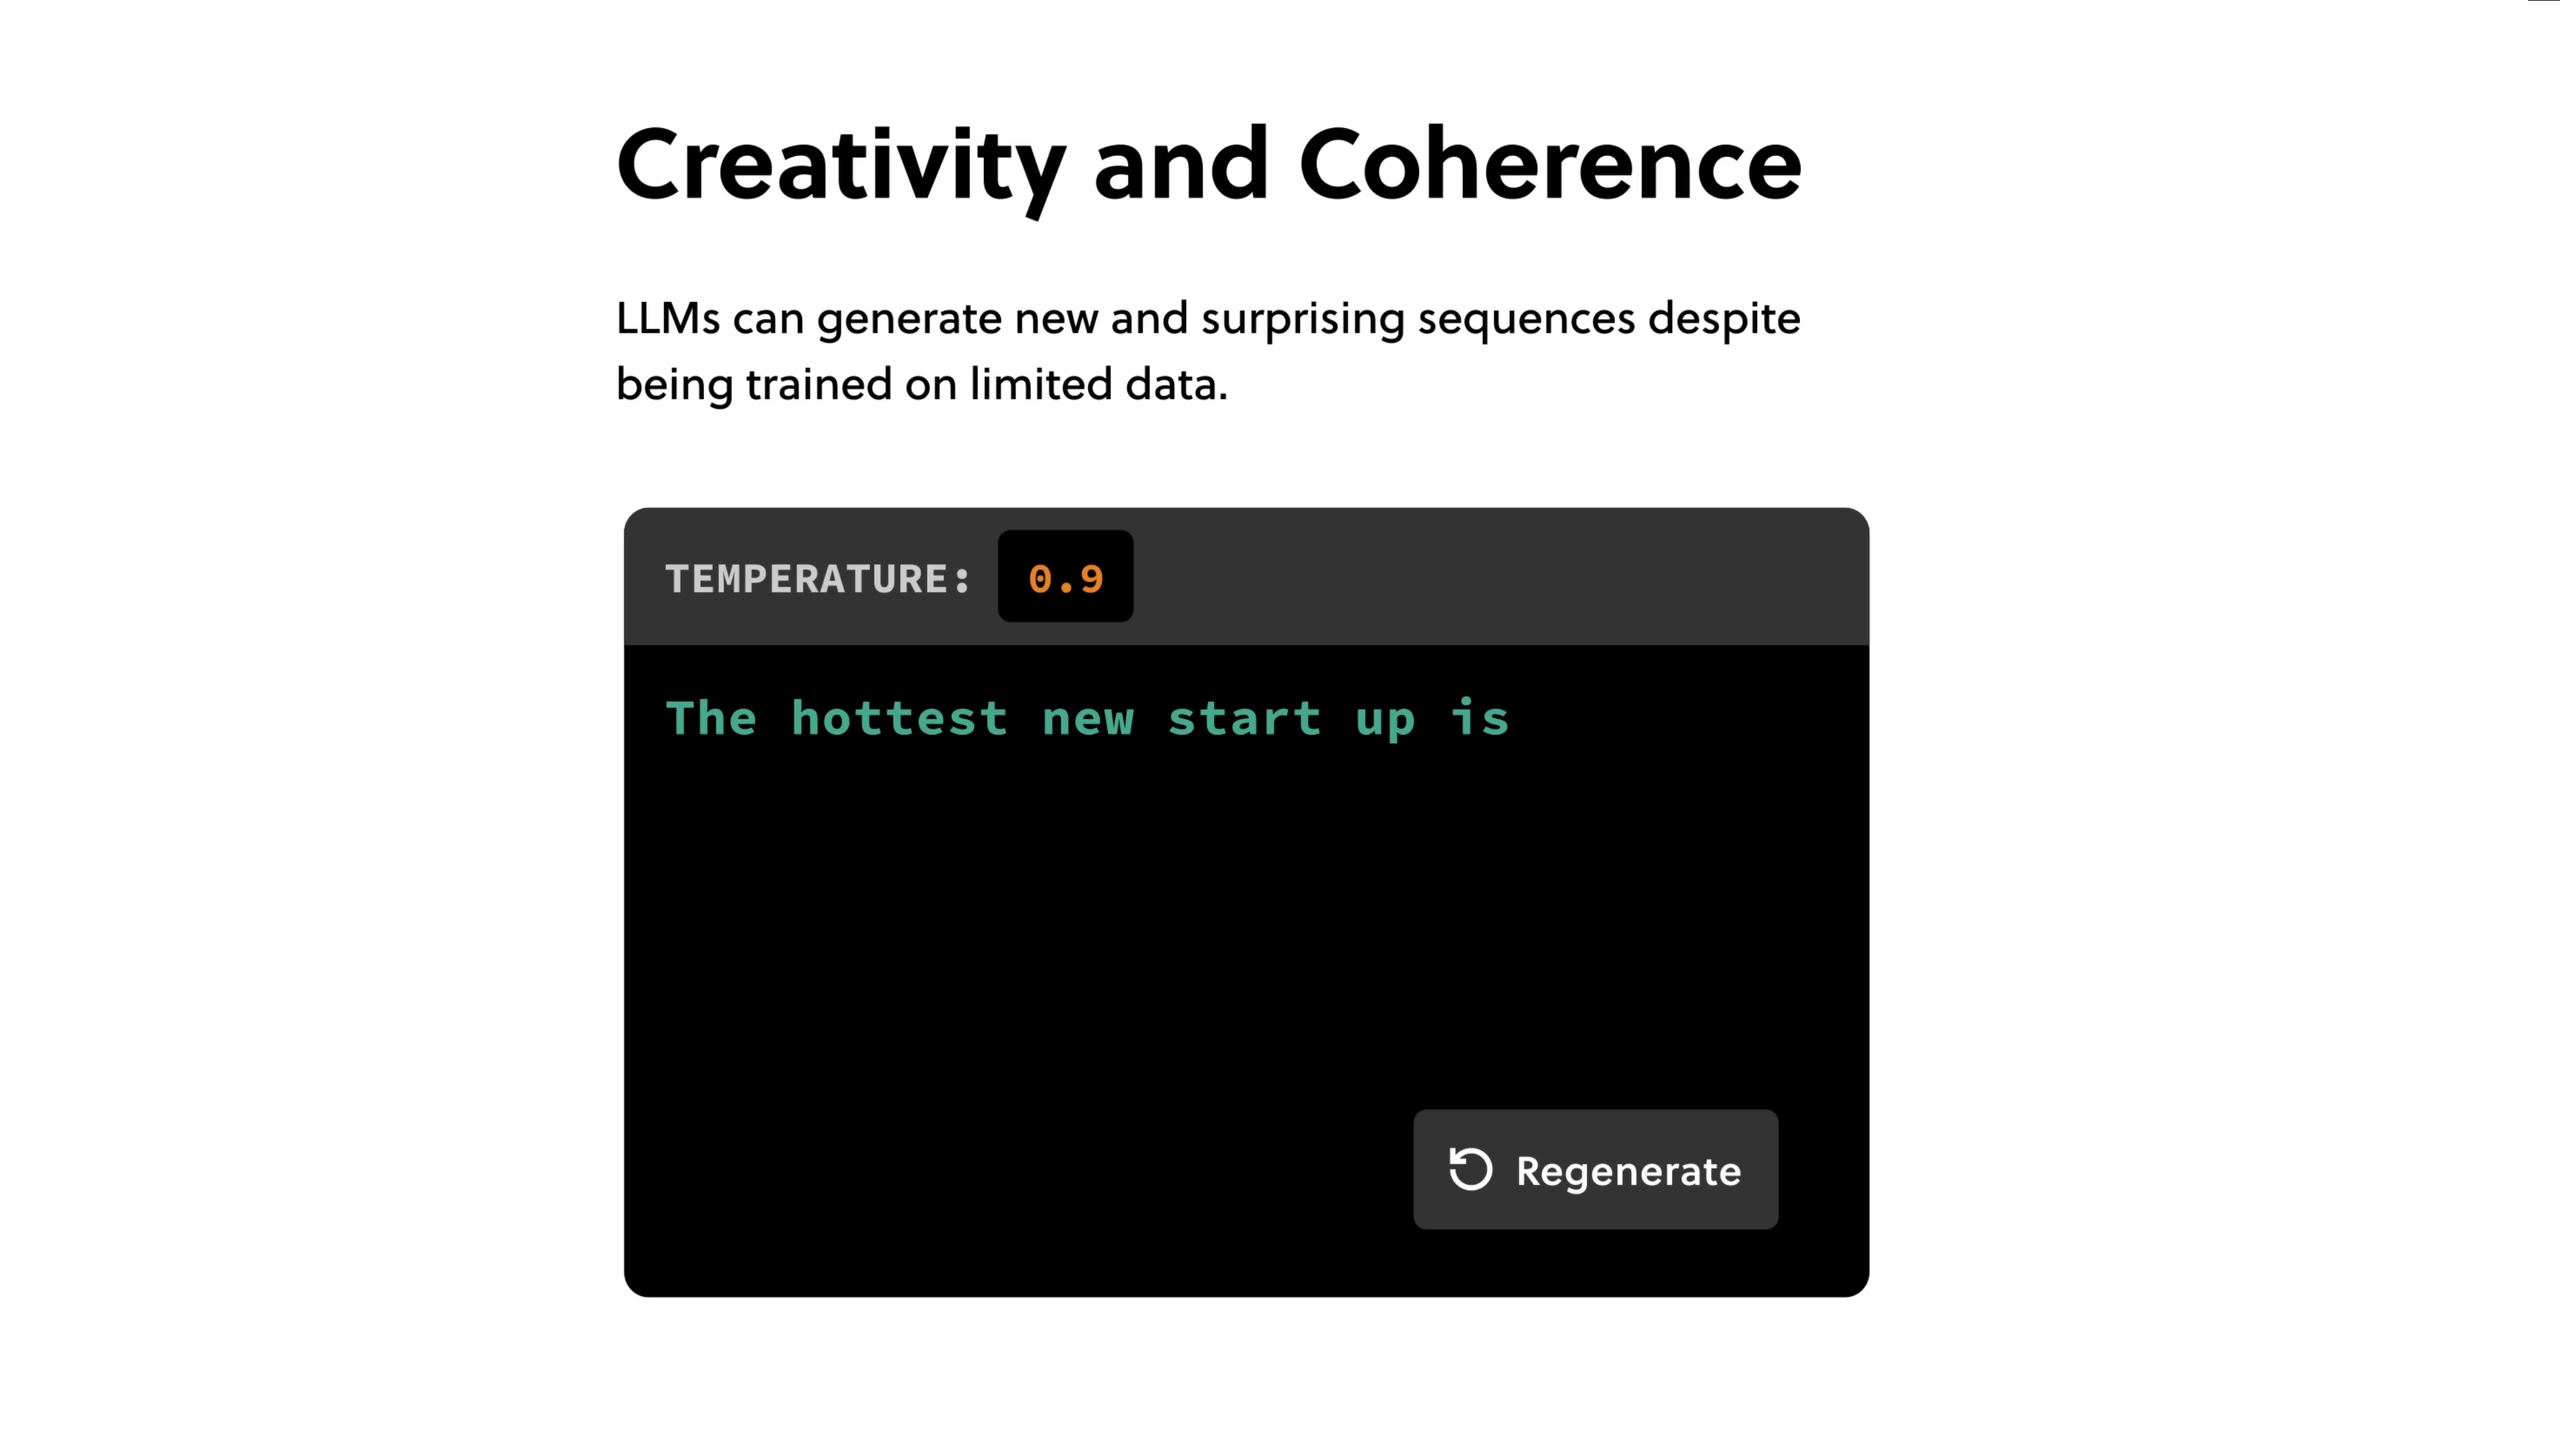 Creativity and Coherence
LLMs can generate new and surprising sequences despite
being trained on limited data.
TEMPERATURE: 0.9
The hottest new start up is
Regenerate